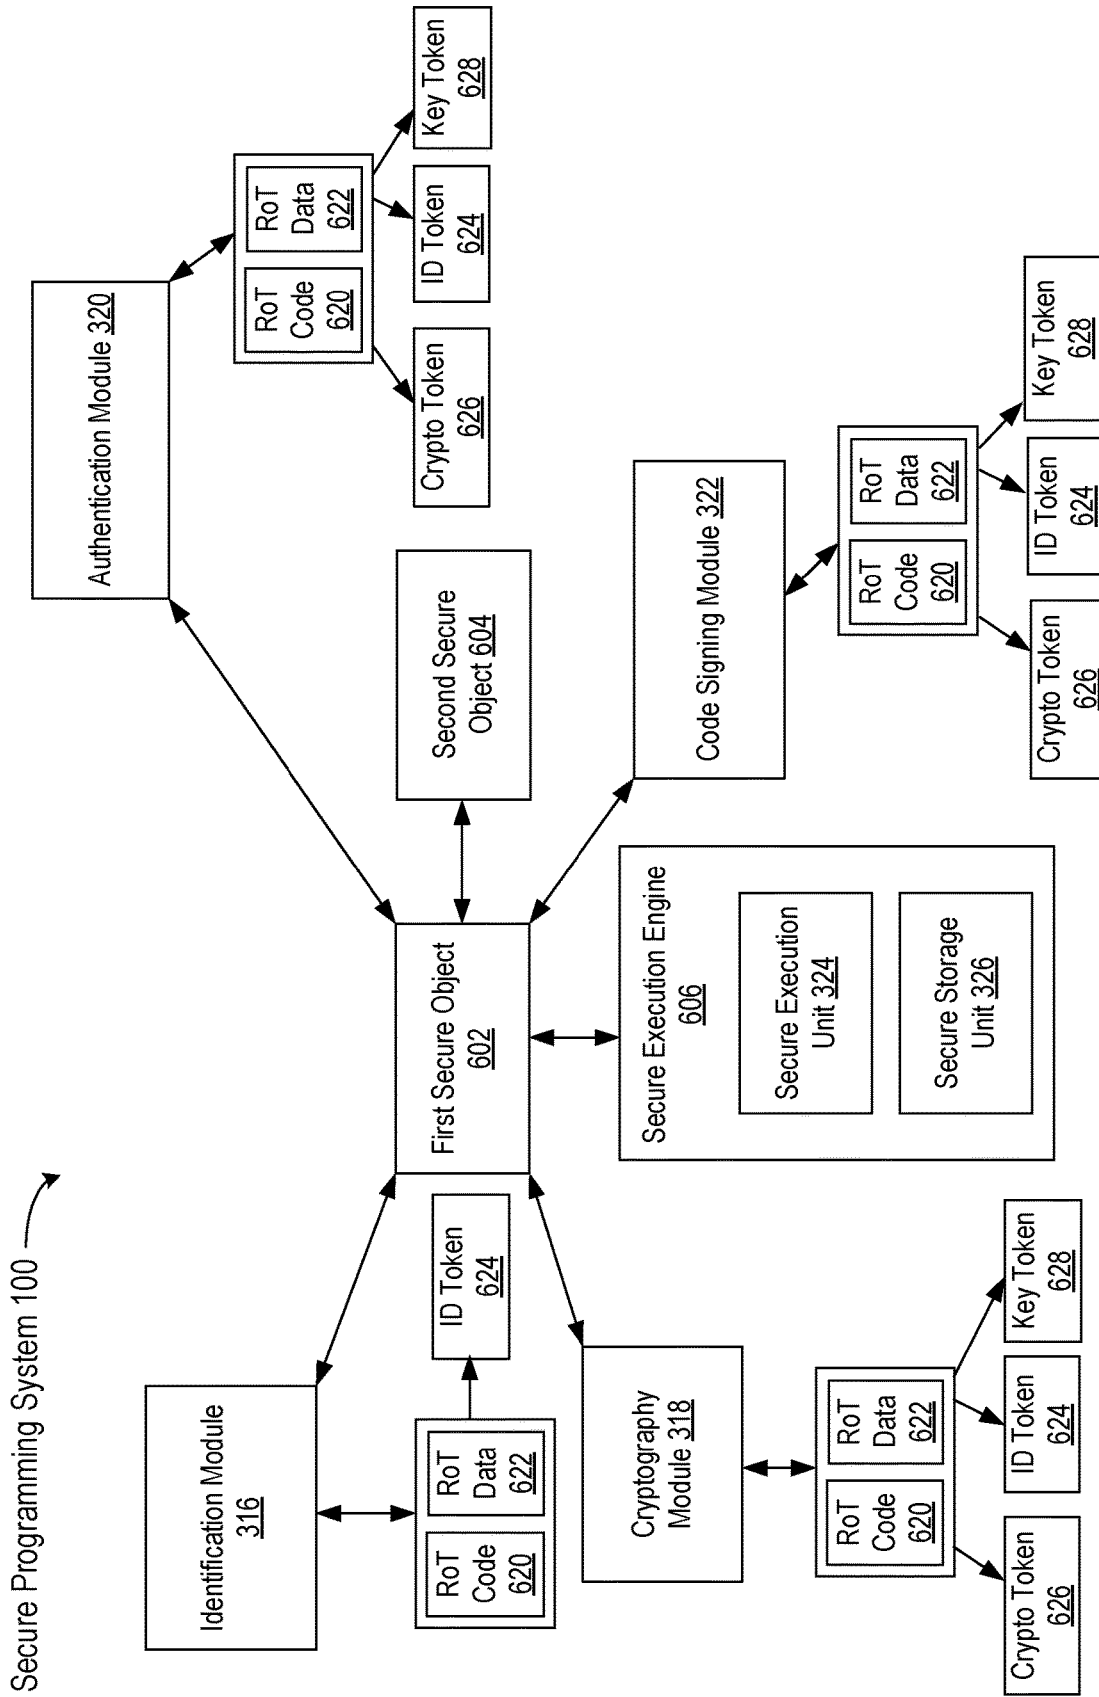 Secure Programming System 100
Authentication Module 320
RoT
Code
620
RoT
Data
622
Crypto Token
626
ID Token
624
Key Token
628
Identification Module
316
RoT
Code
620
RoT
Data
622
ID Token
624
First Secure Object
602
Second Secure
Object 604
Cryptography
Module 318
RoT
Code
620
RoT
Data
622
Crypto Token
626
ID Token
624
Key Token
628
Secure Execution Engine
606
Secure Execution
Unit 324
Secure Storage
Unit 326
Code Signing Module 322
RoT
Code
620
RoT
Data
622
Crypto Token
626
ID Token
624
Key Token
628